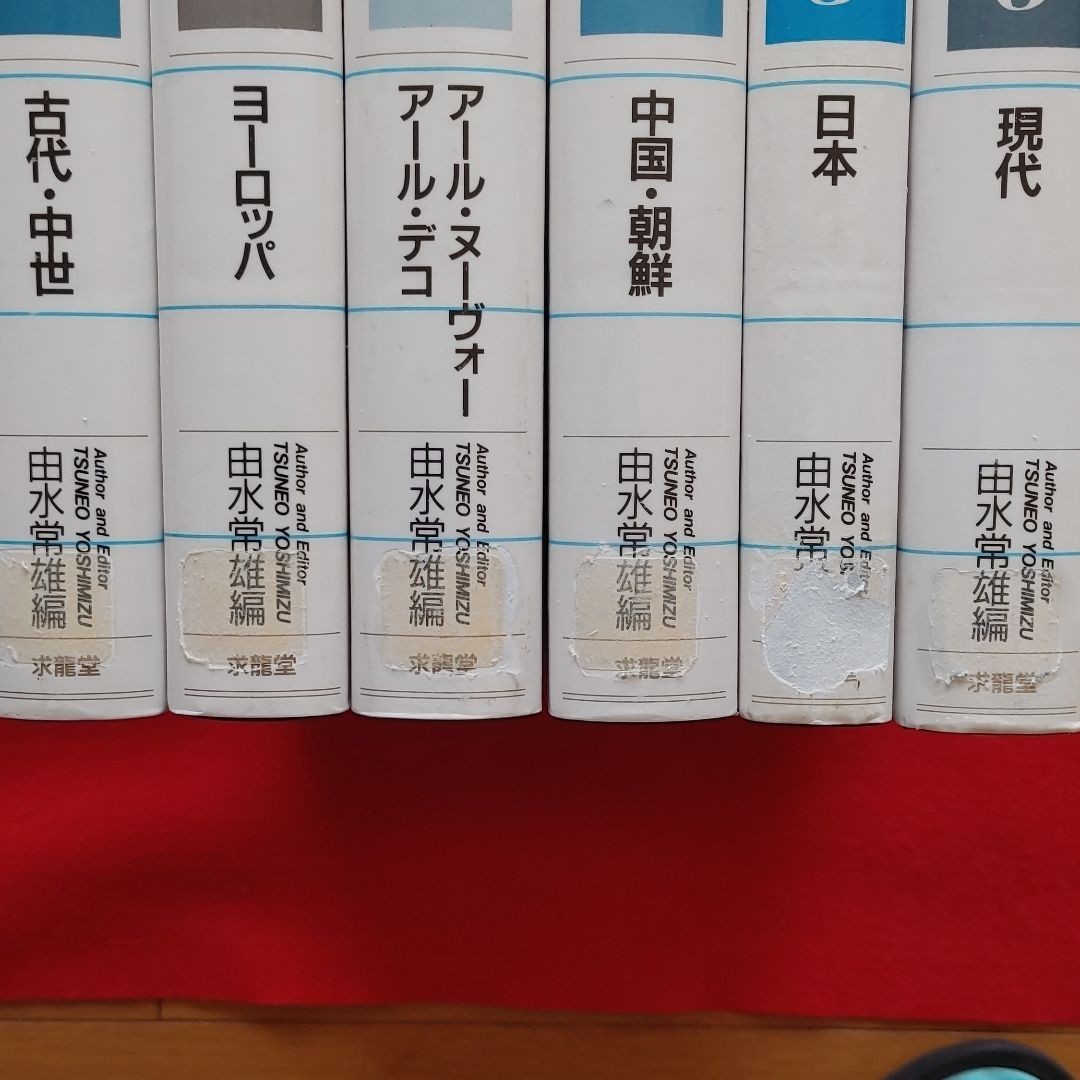 古代・中世
Author and Editor
TSUNEO YOSHIMIZU
由水常雄編
求龍堂
ヨーロッパ
Author and Editor
TSUNEO YOSHIMIZU
由水常雄編
求龍堂
アール・ヌーヴォー
アール・デコ
Author and Editor
TSUNEO YOSHIMIZU
由水常雄編
求龍堂
中国・朝鮮
Author and Editor
TSUNEO YOSHIMIZU
由水常雄編
求龍堂
日本
Author and
TSUNEO
由水常
現代
Author and Editor
TSUNEO YOSHIMIZU
由水常雄編
求龍堂